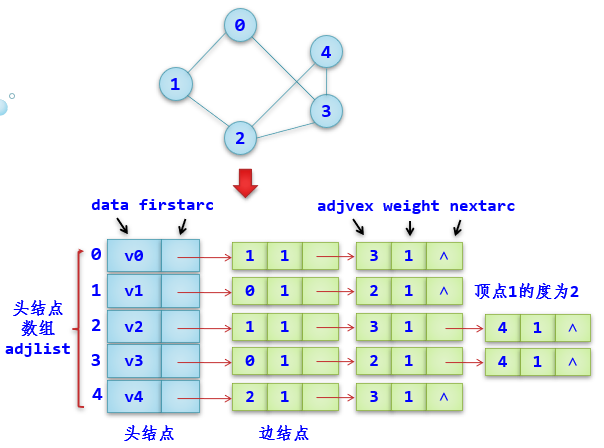 0
4
1
3
2
data firstarc
adjvex weight nextarc
0 v0 1 1 3 1 ∧
1 v1 0 1 2 1 ∧ 顶点1的度为2
2 v2 1 1 3 1 4 1 ∧
3 v3 0 1 2 1 4 1 ∧
4 v4 2 1 3 1 ∧
头结点
数组
adjlist
头结点 边结点